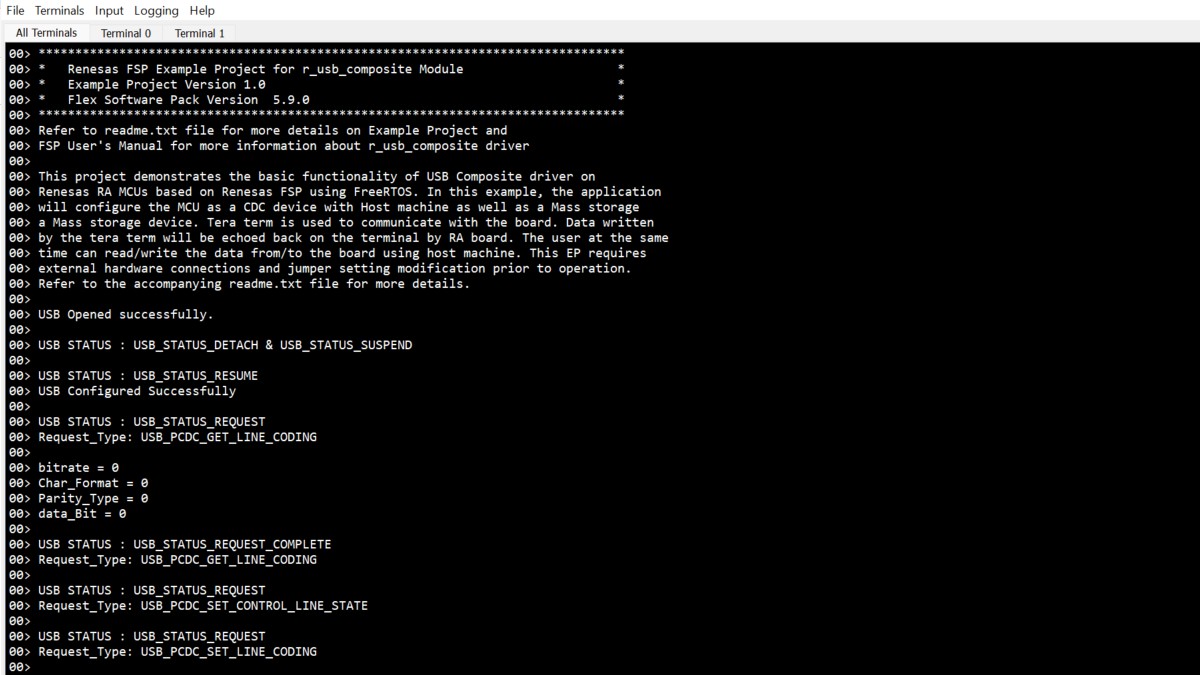 File Terminals Input Logging Help
All Terminals Terminal 0 Terminal 1
00> ********************************************************************************
00> *   Renesas FSP Example Project for r_usb_composite Module                     *
00> *   Example Project Version 1.0                                                *
00> *   Flex Software Pack Version  5.9.0                                          *
00> ********************************************************************************
00> Refer to readme.txt file for more details on Example Project and
00> FSP User's Manual for more information about r_usb_composite driver
00>
00> This project demonstrates the basic functionality of USB Composite driver on
00> Renesas RA MCUs based on Renesas FSP using FreeRTOS. In this example, the application
00> will configure the MCU as a CDC device with Host machine as well as a Mass storage
00> a Mass storage device. Tera term is used to communicate with the board. Data written
00> by the tera term will be echoed back on the terminal by RA board. The user at the same
00> time can read/write the data from/to the board using host machine. This EP requires
00> external hardware connections and jumper setting modification prior to operation.
00> Refer to the accompanying readme.txt file for more details.
00>
00> USB Opened successfully.
00>
00> USB STATUS : USB_STATUS_DETACH & USB_STATUS_SUSPEND
00>
00> USB STATUS : USB_STATUS_RESUME
00> USB Configured Successfully
00>
00> USB STATUS : USB_STATUS_REQUEST
00> Request_Type: USB_PCDC_GET_LINE_CODING
00>
00> bitrate = 0
00> Char_Format = 0
00> Parity_Type = 0
00> data_Bit = 0
00>
00> USB STATUS : USB_STATUS_REQUEST_COMPLETE
00> Request_Type: USB_PCDC_GET_LINE_CODING
00>
00> USB STATUS : USB_STATUS_REQUEST
00> Request_Type: USB_PCDC_SET_CONTROL_LINE_STATE
00>
00> USB STATUS : USB_STATUS_REQUEST
00> Request_Type: USB_PCDC_SET_LINE_CODING
00>